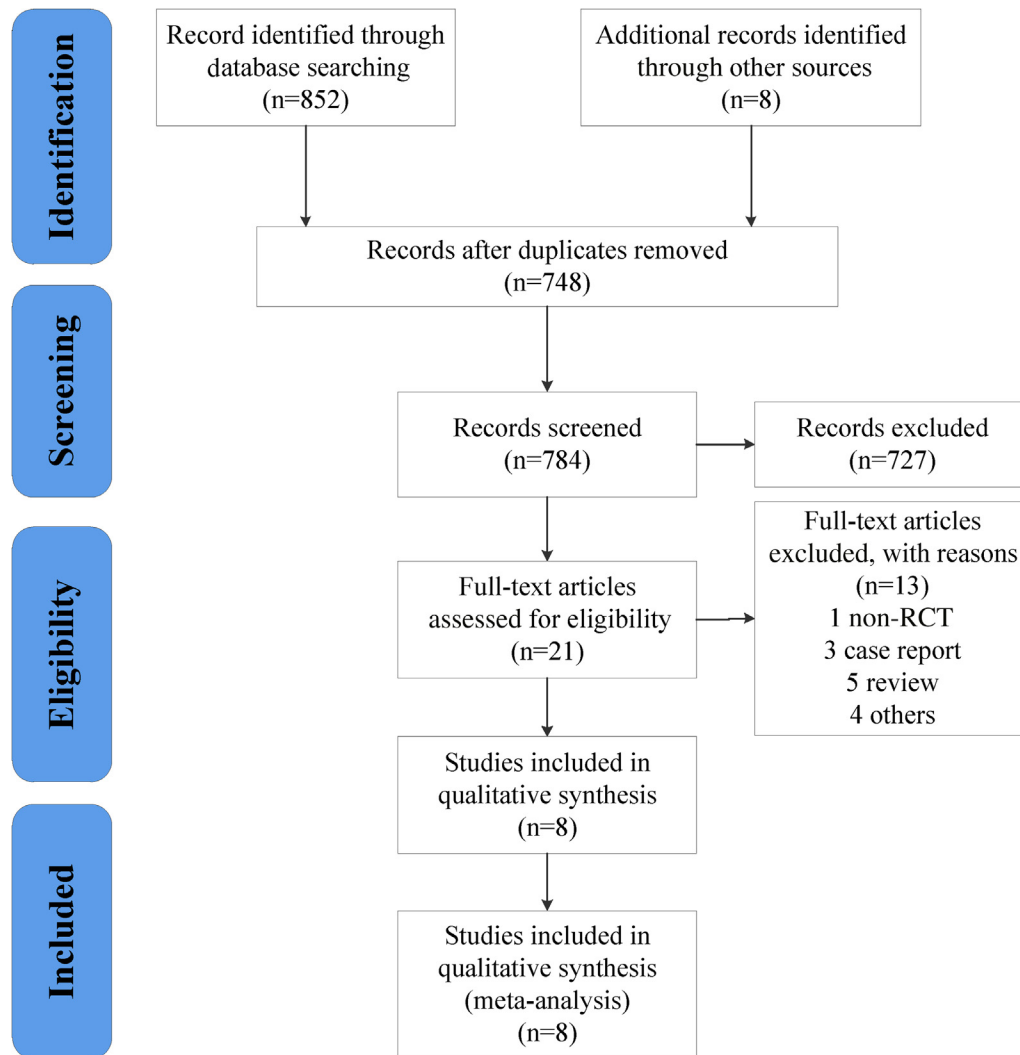 Identification
Record identified through
database searching
(n=852)
Additional records identified
through other sources
(n=8)
Records after duplicates removed
(n=748)
Screening
Records screened
(n=784)
Records excluded
(n=727)
Eligibility
Full-text articles
assessed for eligibility
(n=21)
Full-text articles
excluded, with reasons
(n=13)
1 non-RCT
3 case report
5 review
4 others
Studies included in
qualitative synthesis
(n=8)
Included
Studies included in
qualitative synthesis
(meta-analysis)
(n=8)